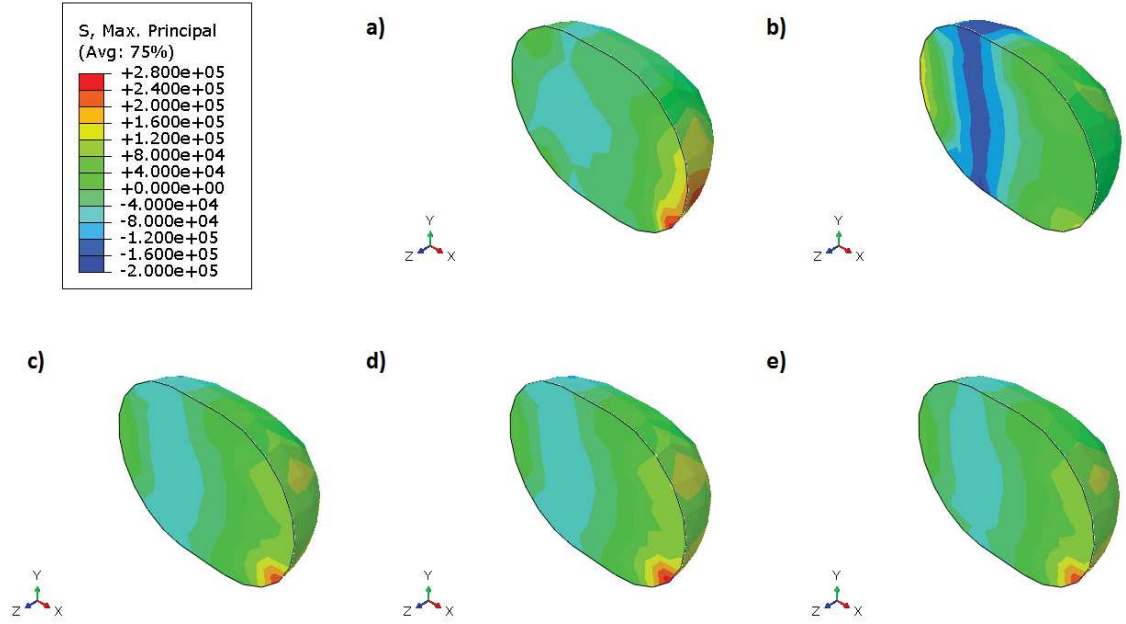 S, Max. Principal
(Avg: 75%)
+2.800e+05
+2.400e+05
+2.000e+05
+1.600e+05
+1.200e+05
+8.000e+04
+4.000e+04
+0.000e+00
-4.000e+04
-8.000e+04
-1.200e+05
-1.600e+05
-2.000e+05
a)
Y
Z
X
b)
Y
Z
X
c)
Y
Z
X
d)
Y
Z
X
e)
Y
Z
X